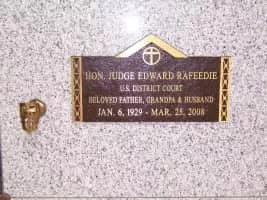 HON. JUDGE EDWARD RAFEEDIE
U.S. DISTRICT COURT
BELOVED FATHER, GRANDPA & HUSBAND
JAN. 6, 1929 - MAR. 25, 2008